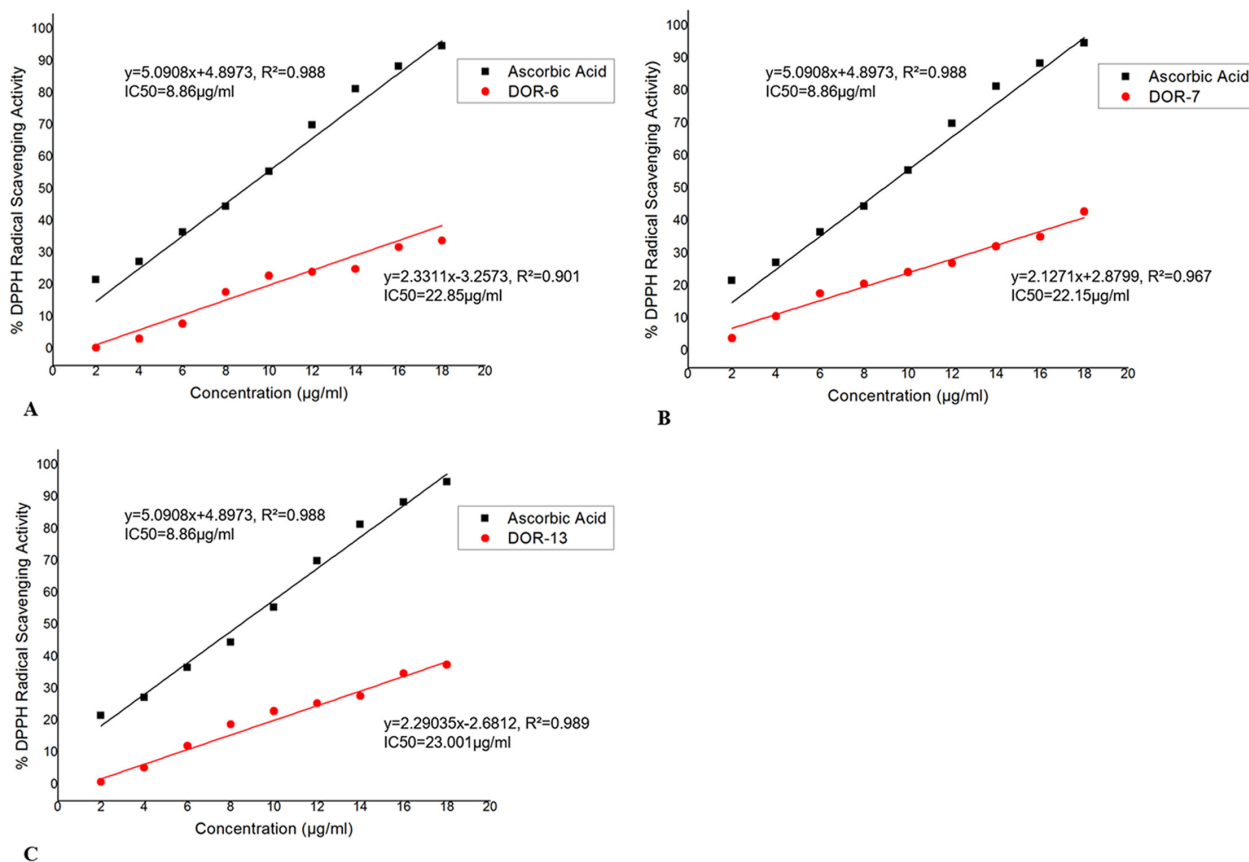 % DPPH Radical Scavenging Activity
100
90
80
70
60
50
40
30
20
10
0
y=5.0908x+4.8973, R²=0.988
IC50=8.86µg/ml
Ascorbic Acid
DOR-6
y=2.3311x-3.2573, R²=0.901
IC50=22.85µg/ml
0 2 4 6 8 10 12 14 16 18 20
Concentration (µg/ml)
A
% DPPH Radical Scavenging Activity)
100
90
80
70
60
50
40
30
20
10
0
y=5.0908x+4.8973, R²=0.988
IC50=8.86µg/ml
Ascorbic Acid
DOR-7
y=2.1271x+2.8799, R²=0.967
IC50=22.15µg/ml
0 2 4 6 8 10 12 14 16 18 20
Concentration (µg/ml)
B
% DPPH Radical Scavenging Activity
100
90
80
70
60
50
40
30
20
10
0
y=5.0908x+4.8973, R²=0.988
IC50=8.86µg/ml
Ascorbic Acid
DOR-13
y=2.29035x-2.6812, R²=0.989
IC50=23.001µg/ml
0 2 4 6 8 10 12 14 16 18 20
Concentration (µg/ml)
C